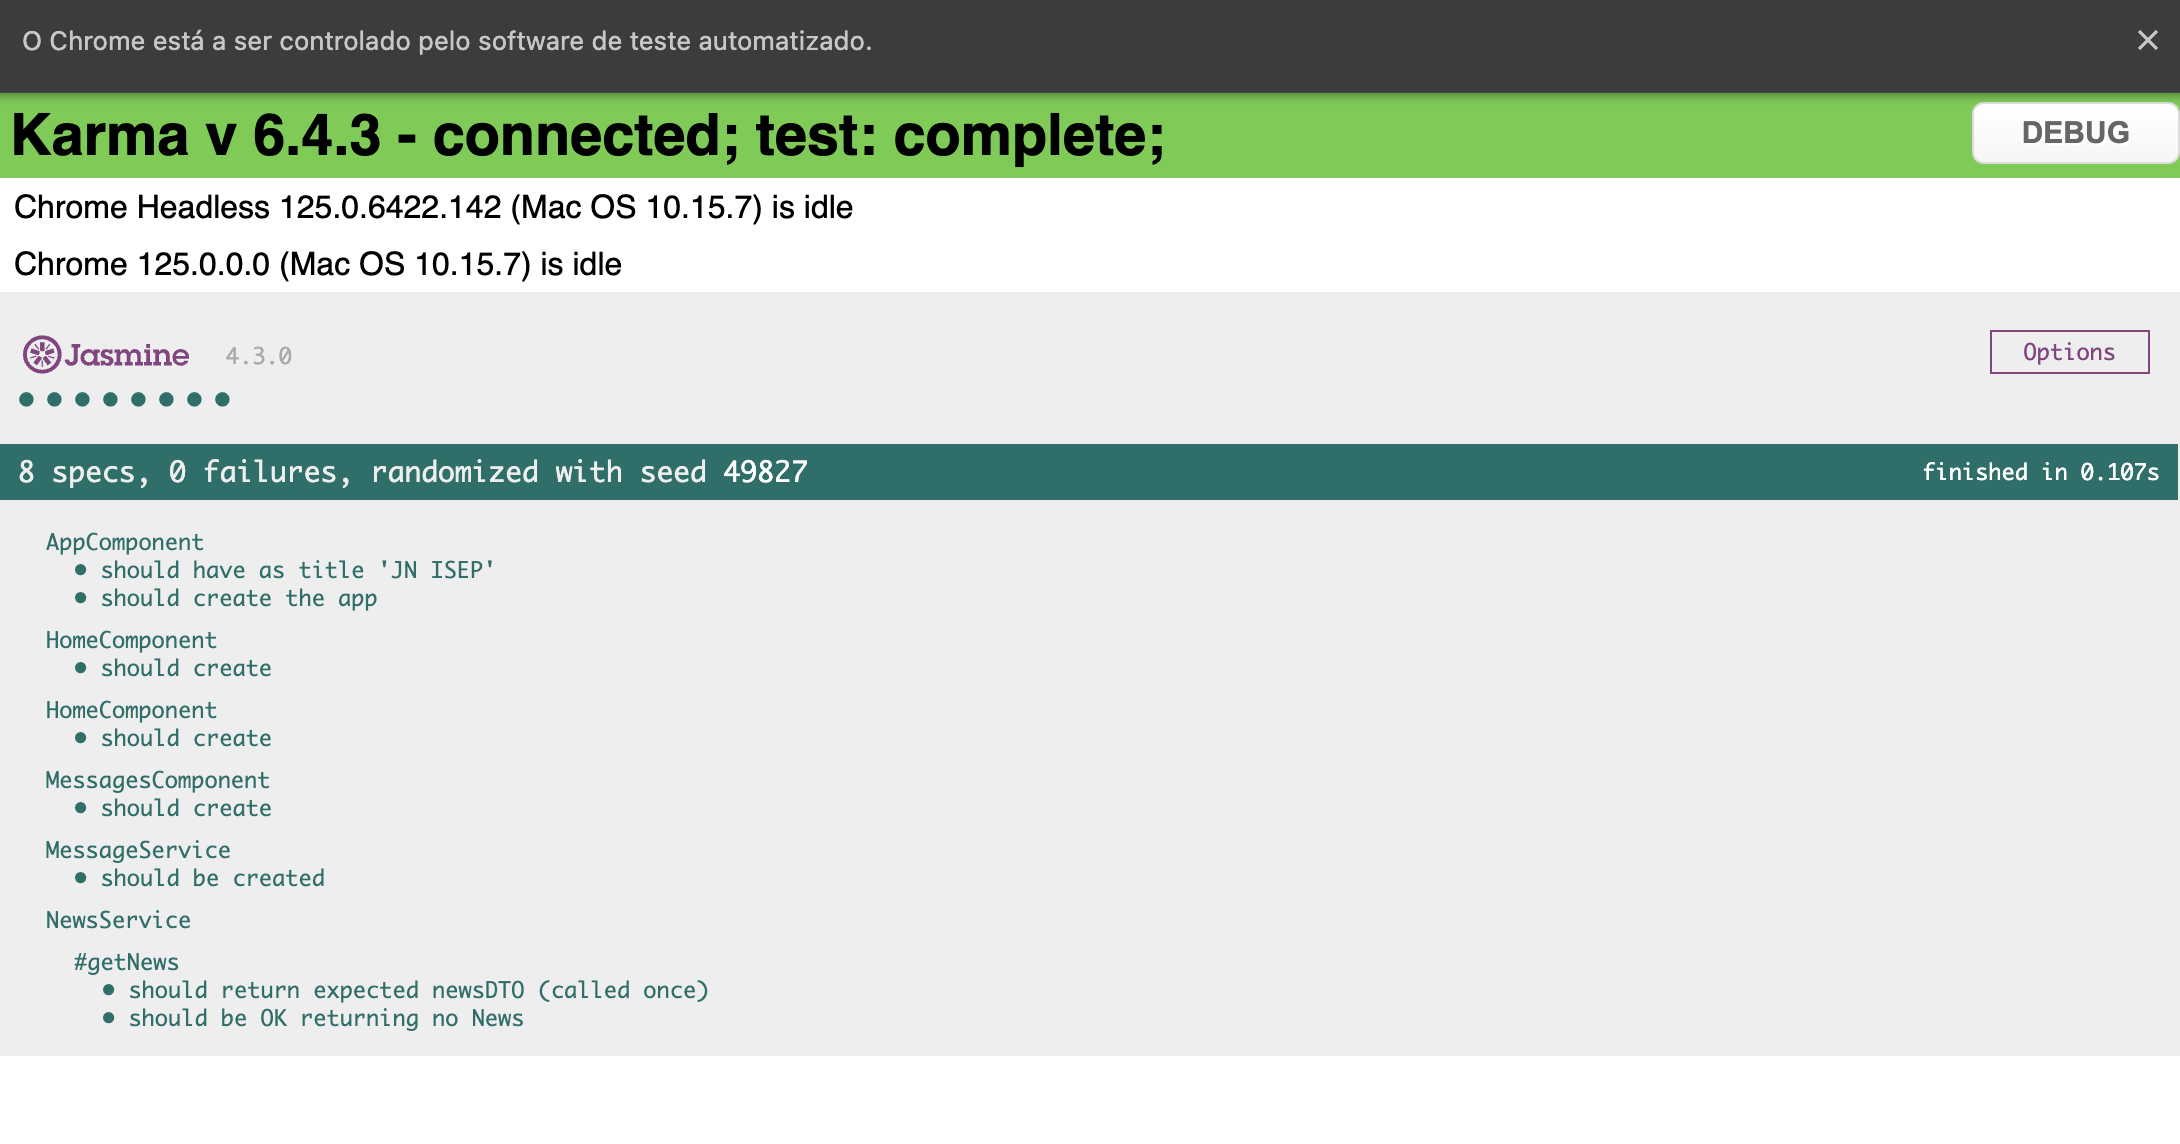 O Chrome está a ser controlado pelo software de teste automatizado.
Karma v 6.4.3 - connected; test: complete;
DEBUG
Chrome Headless 125.0.6422.142 (Mac OS 10.15.7) is idle
Chrome 125.0.0.0 (Mac OS 10.15.7) is idle
Jasmine 4.3.0
Options
8 specs, 0 failures, randomized with seed 49827
finished in 0.107s
AppComponent
• should have as title 'JN ISEP'
• should create the app
HomeComponent
• should create
HomeComponent
• should create
MessagesComponent
• should create
MessageService
• should be created
NewsService
#getNews
• should return expected newsDTO (called once)
• should be OK returning no News